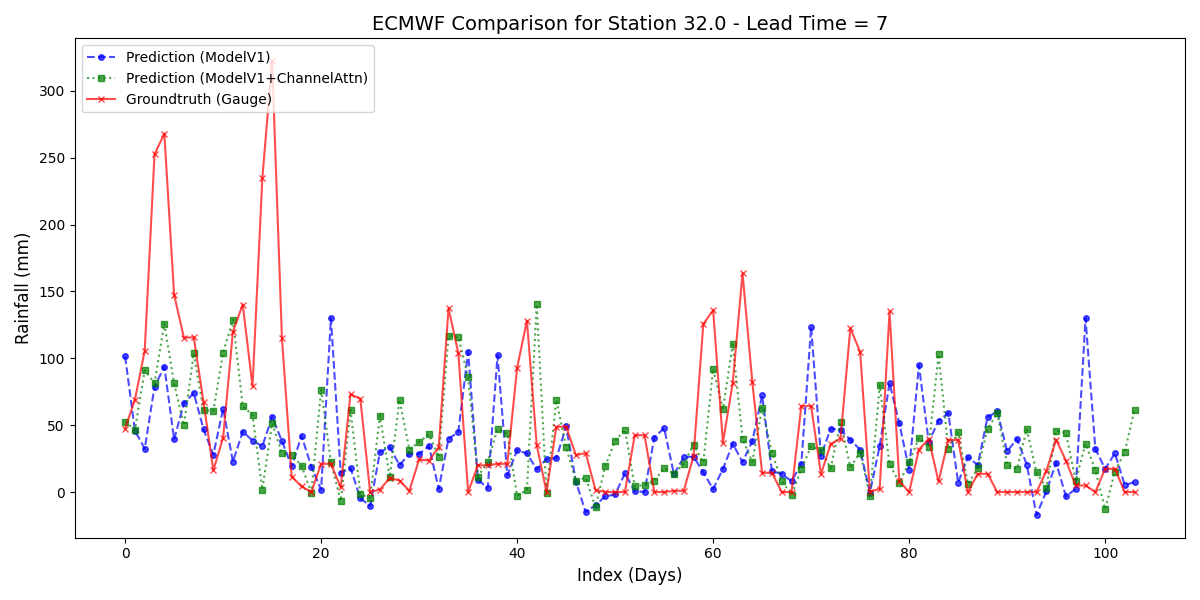 ECMWF Comparison for Station 32.0 - Lead Time = 7
Prediction (ModelV1)
Prediction (ModelV1+ChannelAttn)
Groundtruth (Gauge)
Rainfall (mm)
300
250
200
150
100
50
0
0 20 40 60 80 100
Index (Days)